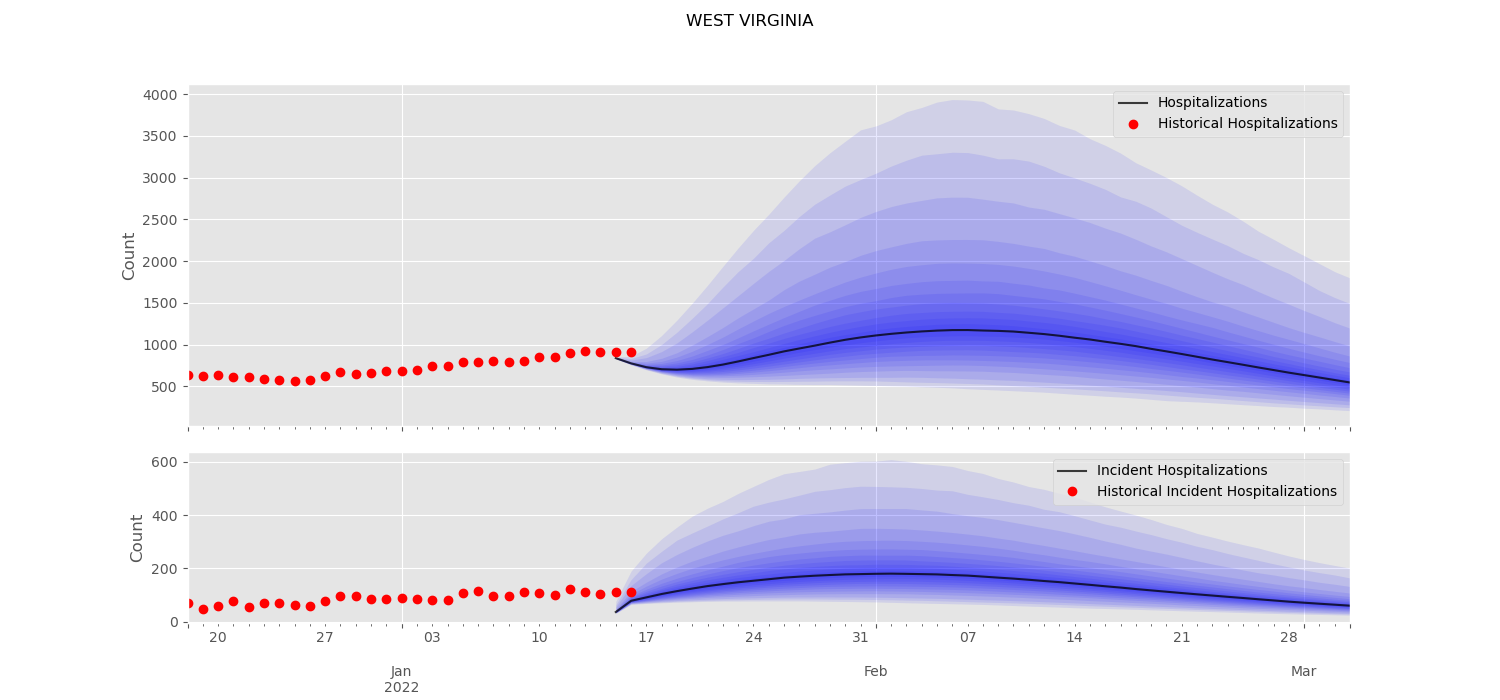 WEST VIRGINIA
4000
3500
3000
2500
2000
1500
1000
500
Count
Hospitalizations
Historical Hospitalizations
600
400
200
0
Count
Incident Hospitalizations
Historical Incident Hospitalizations
20 27 03 10 17 24 31 07 14 21 28
Jan Feb Mar
2022